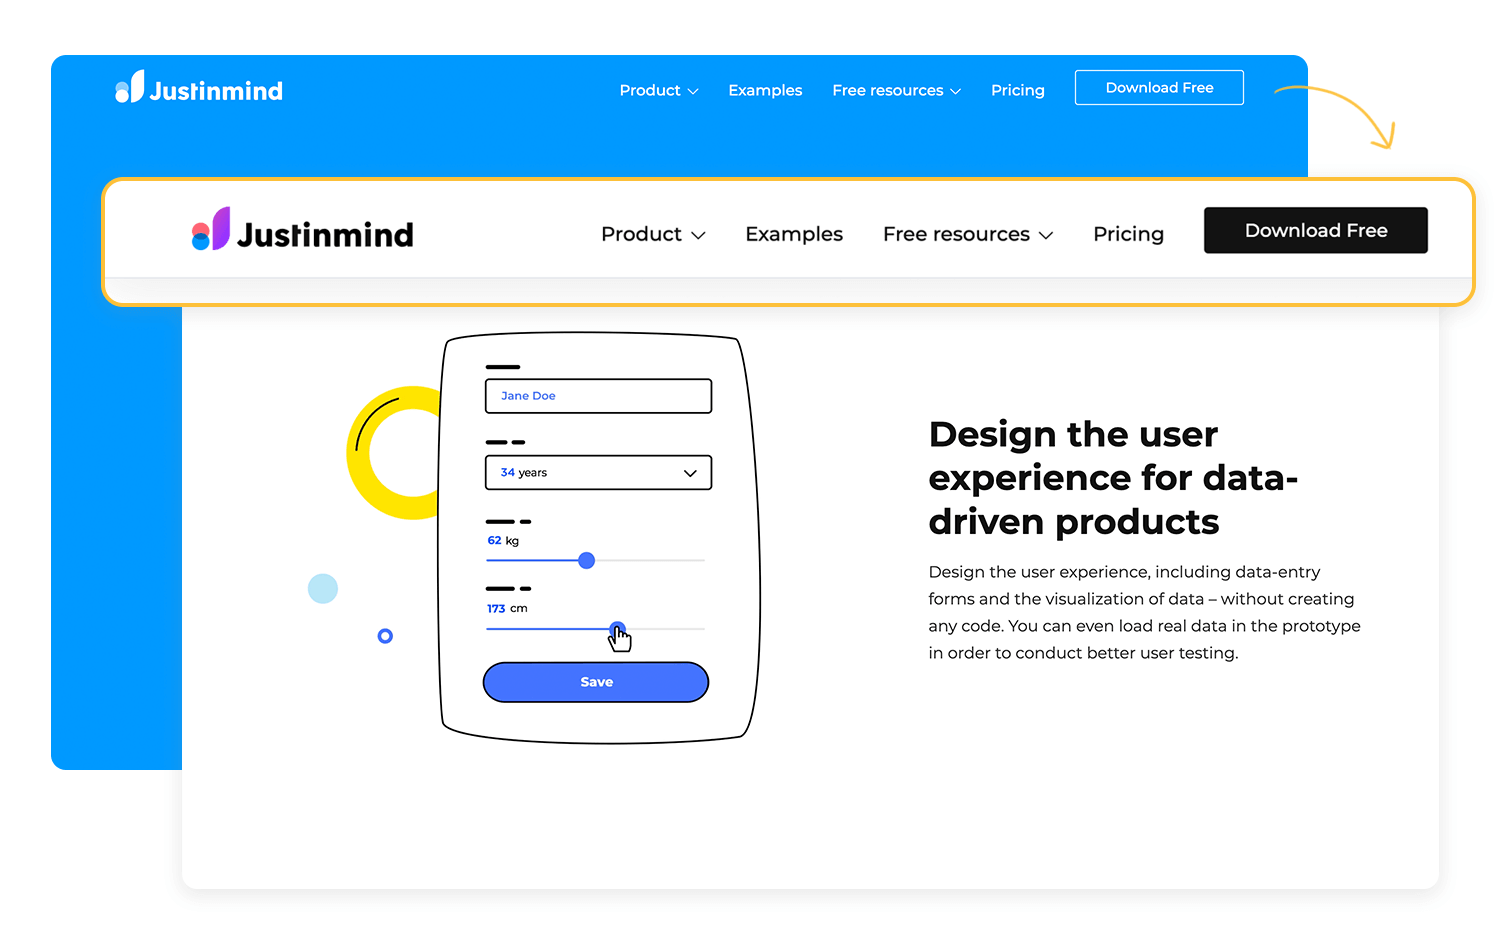 Justinmind Product Examples Free resources Pricing Download Free
Justinmind Product Examples Free resources Pricing Download Free
Jane Doe
34 years
62 kg
173 cm
Save
Design the user
experience for data-
driven products
Design the user experience, including data-entry
forms and the visualization of data – without creating
any code. You can even load real data in the prototype
in order to conduct better user testing.